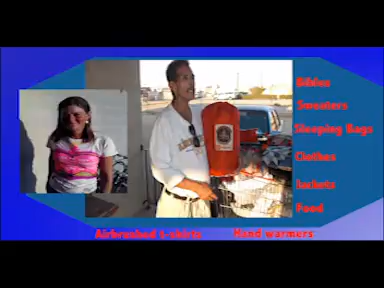 Bibles
Sweaters
Sleeping Bags
Clothes
Jackets
Food
Airbrushed t-shirts
Hand warmers